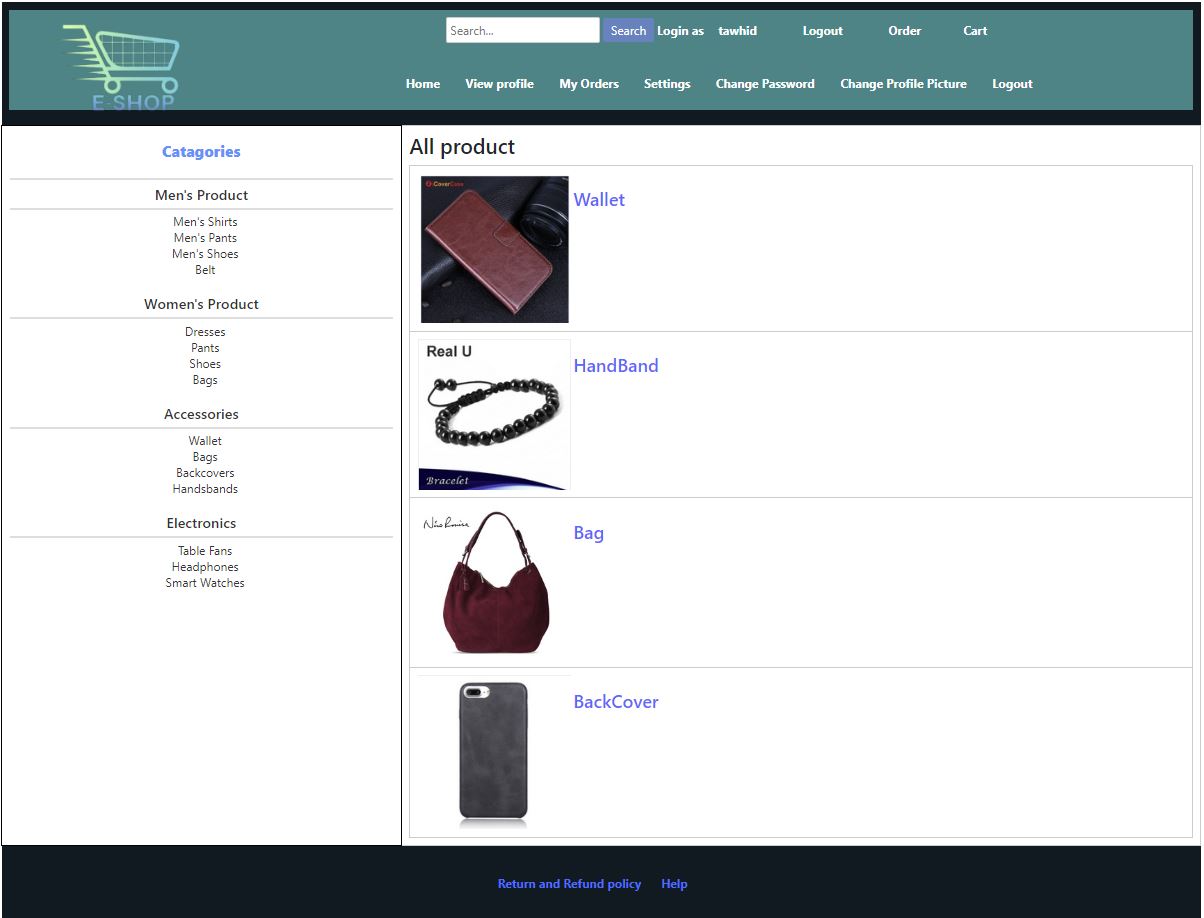 Search... Search Login as tawhid Logout Order Cart
E-SHOP
Home View profile My Orders Settings Change Password Change Profile Picture Logout
Catagories
Men's Product
Men's Shirts
Men's Pants
Men's Shoes
Belt
Women's Product
Dresses
Pants
Shoes
Bags
Accessories
Wallet
Bags
Backcovers
Handsbands
Electronics
Table Fans
Headphones
Smart Watches
All product
CoverCase
Wallet
Real U
HandBand
Bracelet
Bag
BackCover
Return and Refund policy Help